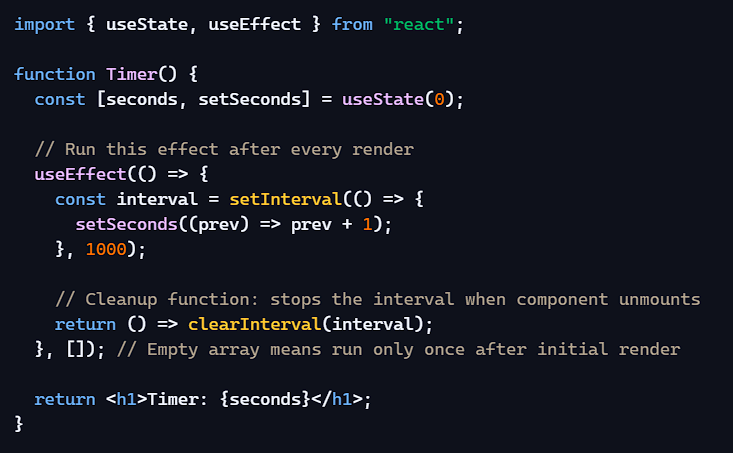 import { useState, useEffect } from "react";
function Timer() {
const [seconds, setSeconds] = useState(0);
// Run this effect after every render
useEffect(() => {
const interval = setInterval(() => {
setSeconds((prev) => prev + 1);
}, 1000);
// Cleanup function: stops the interval when component unmounts
return () => clearInterval(interval);
}, []); // Empty array means run only once after initial render
return <h1>Timer: {seconds}</h1>;
}